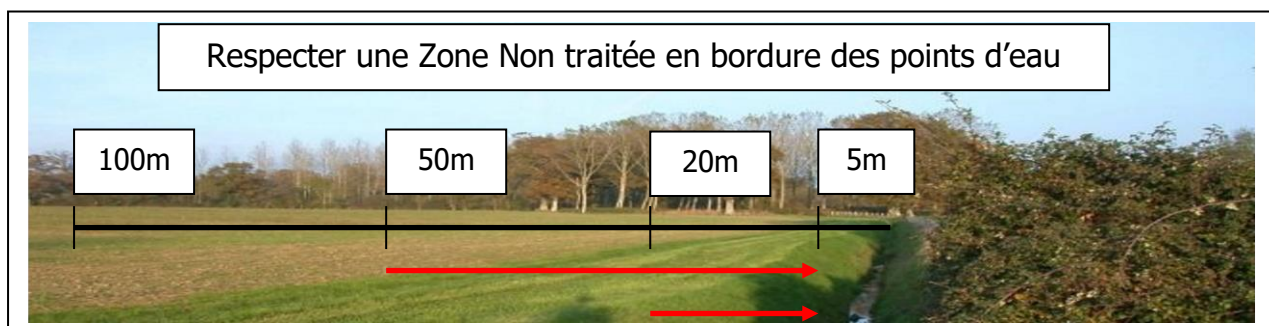 Respecter une Zone Non traitée en bordure des points d’eau
100m
50m
20m
5m